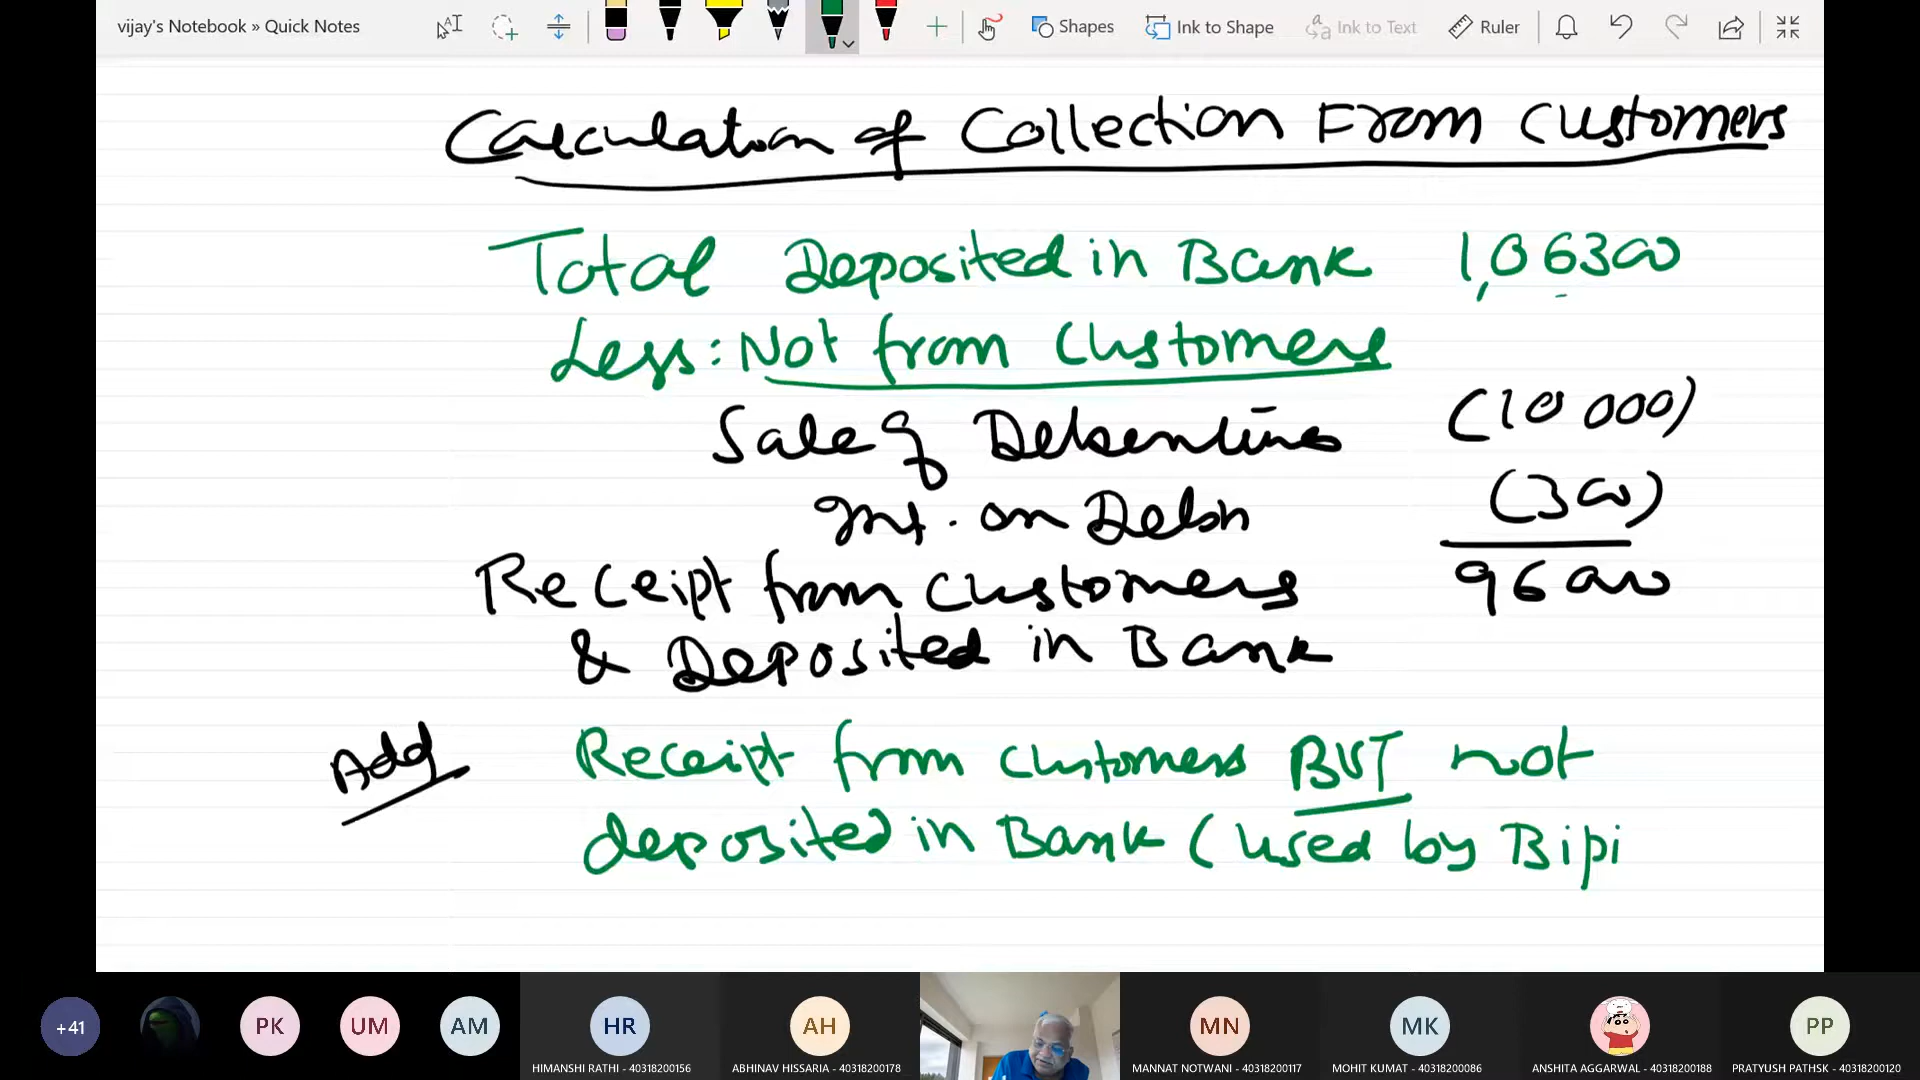 vijay's Notebook » Quick Notes
Shapes
Ink to Shape
Ink to Text
Ruler
Calculation of Collection From Customers
Total Deposited in Bank 1,06300
Less: Not from Customers
Sale of Debentures (10000)
Int. on Deb (300)
Receipt from customers 96000
& Deposited in Bank
Add Receipt from customers BUT not
deposited in Bank (used by Bipi
+41
PK
UM
AM
HR
AH
MN
MK
PP
HIMANSHI RATHI - 40318200156
ABHINAV HISSARIA - 40318200178
MANNAT NOTWANI - 40318200117
MOHIT KUMAT - 40318200086
ANSHITA AGGARWAL - 40318200188
PRATYUSH PATHSK - 40318200120